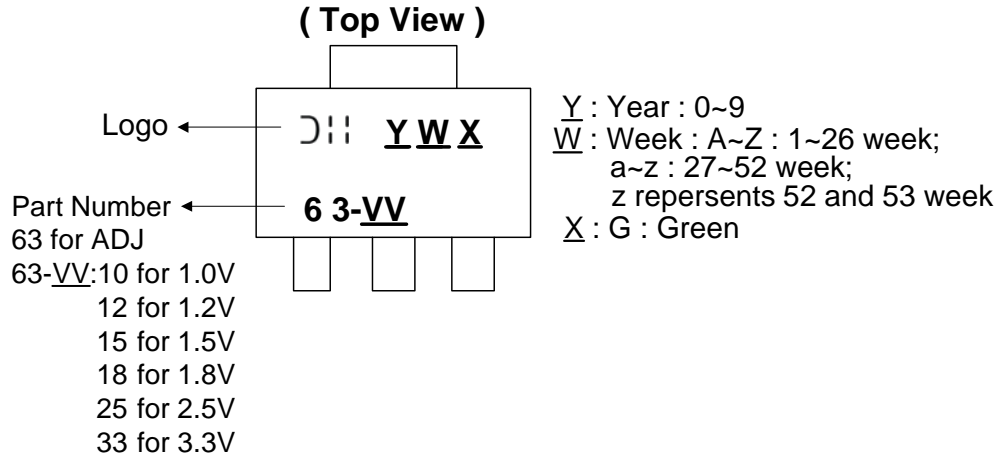 ( Top View )
Logo
Y W X
6 3-VV
Part Number
63 for ADJ
63-VV:10 for 1.0V
12 for 1.2V
15 for 1.5V
18 for 1.8V
25 for 2.5V
33 for 3.3V
Y : Year : 0~9
W : Week : A~Z : 1~26 week;
a~z : 27~52 week;
z repersents 52 and 53 week
X : G : Green